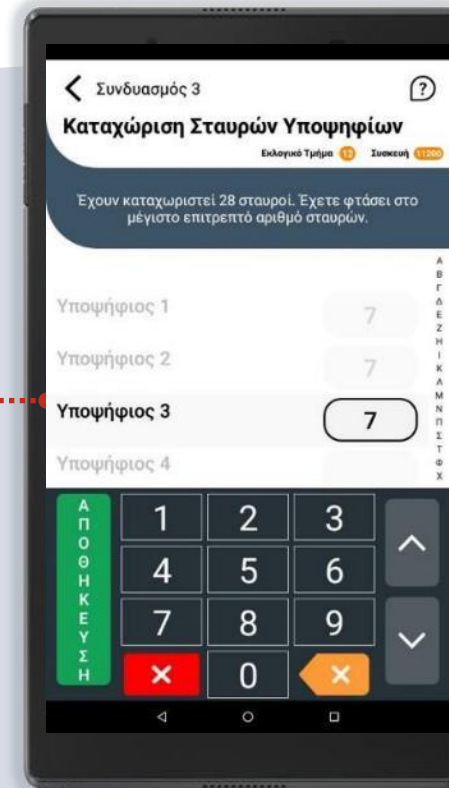 Συνδυασμός 3
?
Καταχώριση Σταυρών Υποψηφίων
Εκλογικό Τμήμα 12 Συσκευή 11200
Έχουν καταχωριστεί 28 σταυροί. Έχετε φτάσει στο
μέγιστο επιτρεπτό αριθμό σταυρών.
Υποψήφιος 1 7
Υποψήφιος 2 7
Υποψήφιος 3 7
Υποψήφιος 4
Α
Β
Γ
Δ
Ε
Ζ
Η
Ι
Κ
Λ
Μ
Ν
Π
Σ
Τ
Φ
Χ
ΑΠΟΘΗΚΕΥΣΗ
1 2 3
4 5 6
7 8 9
0